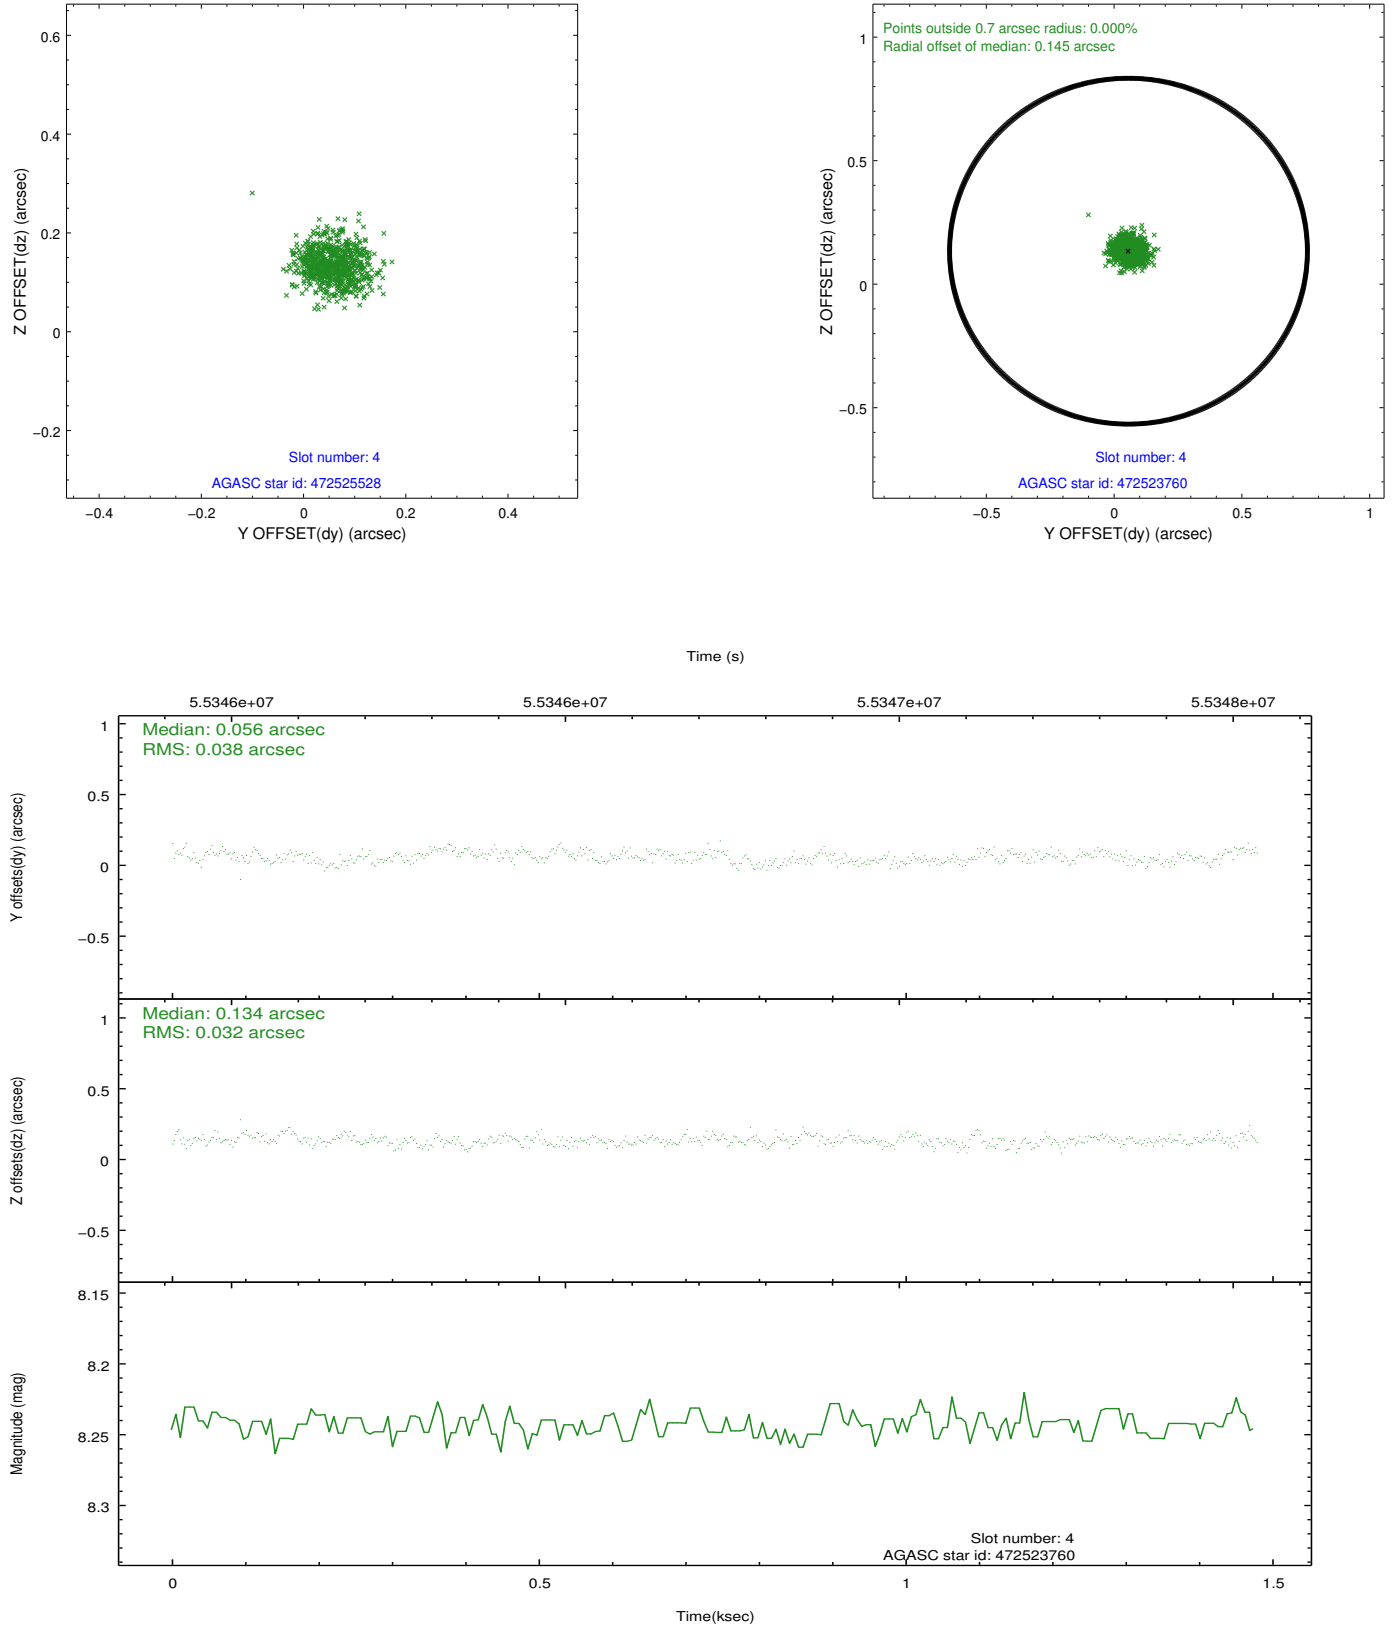 0.6
0.4
0.2
0
−0.2
Z OFFSET(dz) (arcsec)
Slot number: 4
AGASC star id: 472525528
−0.4 −0.2 0 0.2 0.4
Y OFFSET(dy) (arcsec)
Points outside 0.7 arcsec radius: 0.000%
Radial offset of median: 0.145 arcsec
1
0.5
0
−0.5
Z OFFSET(dz) (arcsec)
Slot number: 4
AGASC star id: 472523760
−0.5 0 0.5 1
Y OFFSET(dy) (arcsec)
Time (s)
5.5346e+07 5.5346e+07 5.5347e+07 5.5348e+07
Median: 0.056 arcsec
RMS: 0.038 arcsec
1
0.5
0
−0.5
Y offsets(dy) (arcsec)
Median: 0.134 arcsec
RMS: 0.032 arcsec
1
0.5
0
−0.5
Z offsets(dz) (arcsec)
8.15
8.2
8.25
8.3
Magnitude (mag)
Slot number: 4
AGASC star id: 472523760
0 0.5 1 1.5
Time(ksec)